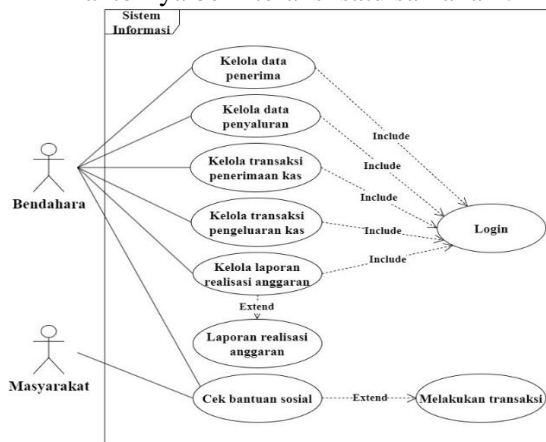 Sistem
Informasi
Kelola data
penerima
Kelola data
penyaluran
Include
Include
Kelola transaksi
penerimaan kas
Include
Bendahara
Kelola transaksi
pengeluaran kas
Include
Login
Kelola laporan
realisasi anggaran
Include
Extend
Laporan realisasi
anggaran
Masyarakat
Cek bantuan sosial
Extend
Melakukan transaksi